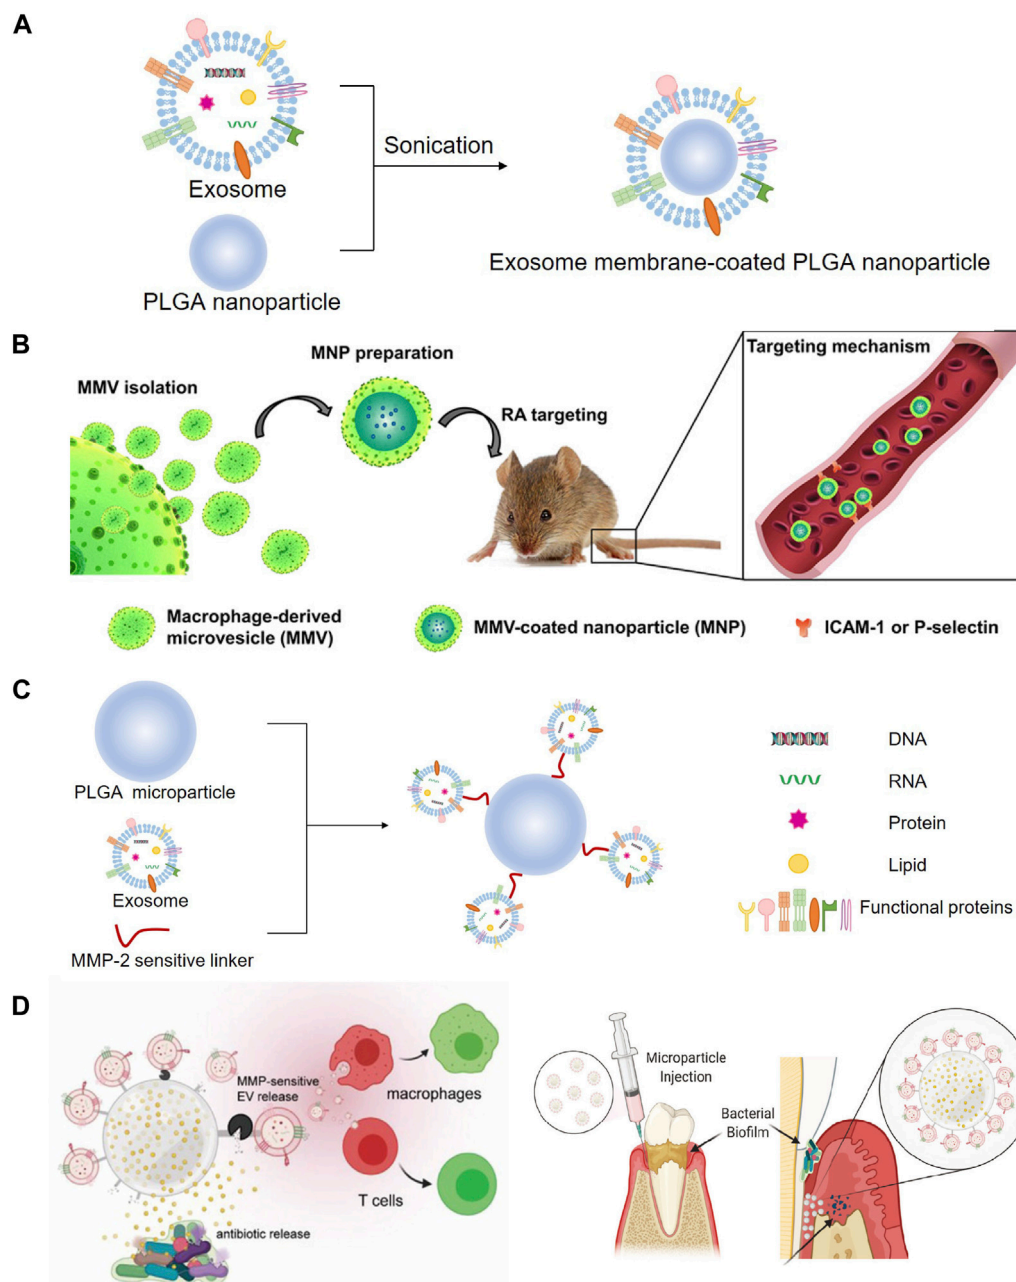 A
Exosome
Sonication
PLGA nanoparticle
Exosome membrane-coated PLGA nanoparticle
B
MMV isolation
MNP preparation
RA targeting
Targeting mechanism
Macrophage-derived
microvesicle (MMV)
MMV-coated nanoparticle (MNP)
ICAM-1 or P-selectin
C
PLGA microparticle
Exosome
MMP-2 sensitive linker
DNA
RNA
Protein
Lipid
Functional proteins
D
MMP-sensitive
EV release
macrophages
T cells
antibiotic release
Microparticle
Injection
Bacterial
Biofilm